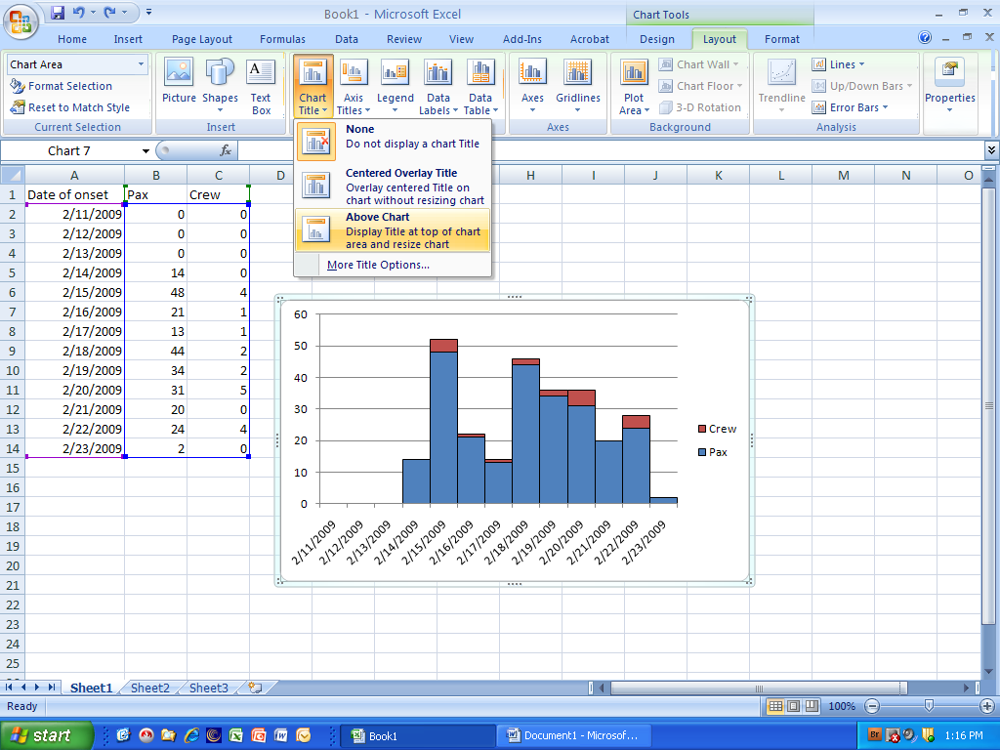 Book1 - Microsoft Excel
Chart Tools
Home Insert Page Layout Formulas Data Review View Add-Ins Acrobat Design Layout Format
Chart Area
Format Selection
Reset to Match Style
Current Selection
Picture Shapes Text Box
Insert
Chart Title Axis Titles Legend Data Labels Data Table
Axes Gridlines
Axes
Plot Area
Chart Wall
Chart Floor
3-D Rotation
Background
Trendline
Lines
Up/Down Bars
Error Bars
Analysis
Properties
None
Do not display a chart Title
Centered Overlay Title
Overlay centered Title on
chart without resizing chart
Above Chart
Display Title at top of chart
area and resize chart
More Title Options...
Chart 7
fx
A B C D H I J K L M N O
1 Date of onset Pax Crew
2 2/11/2009 0 0
3 2/12/2009 0 0
4 2/13/2009 0 0
5 2/14/2009 14 0
6 2/15/2009 48 4
7 2/16/2009 21 1
8 2/17/2009 13 1
9 2/18/2009 44 2
10 2/19/2009 34 2
11 2/20/2009 31 5
12 2/21/2009 20 0
13 2/22/2009 24 4
14 2/23/2009 2 0
15
16
17
18
19
20
21
22
23
24
25
60
50
40
30
20
10
0
2/11/2009 2/12/2009 2/13/2009 2/14/2009 2/15/2009 2/16/2009 2/17/2009 2/18/2009 2/19/2009 2/20/2009 2/21/2009 2/22/2009 2/23/2009
Crew
Pax
Sheet1 Sheet2 Sheet3
Ready
100%
start
Book1
Document1 - Microsof...
Br
1:16 PM